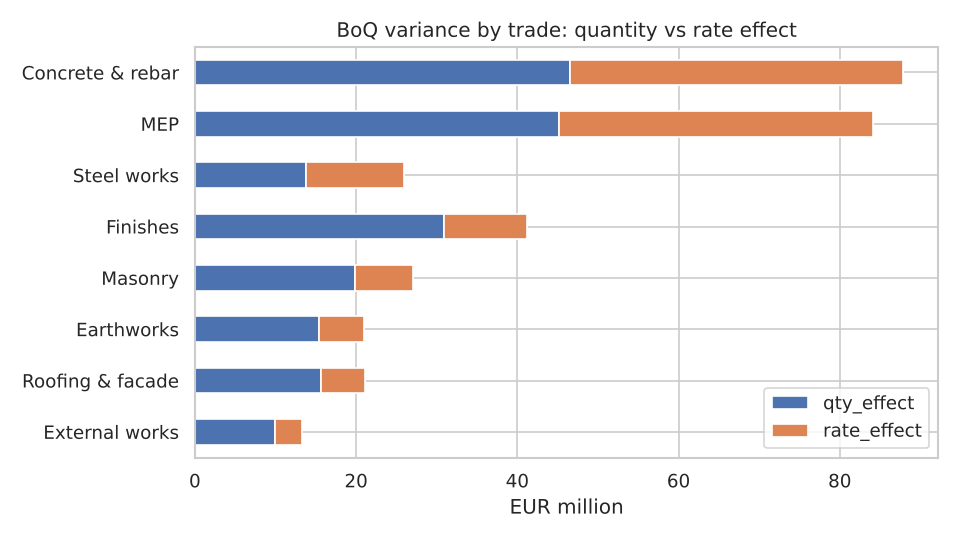 BoQ variance by trade: quantity vs rate effect
Concrete & rebar
MEP
Steel works
Finishes
Masonry
Earthworks
Roofing & facade
External works
qty_effect
rate_effect
0 20 40 60 80
EUR million